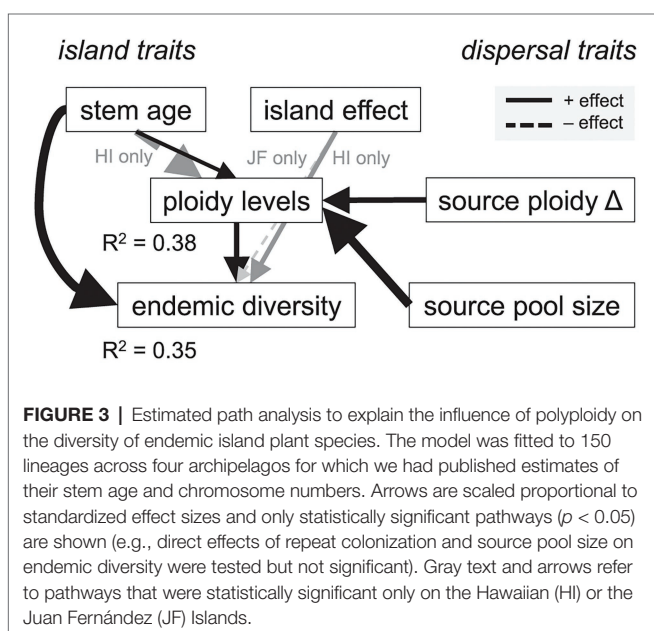 island traits
dispersal traits
stem age
island effect
+ effect
– effect
HI only
JF only
HI only
ploidy levels
source ploidy Δ
R² = 0.38
endemic diversity
source pool size
R² = 0.35
FIGURE 3 | Estimated path analysis to explain the influence of polyploidy on
the diversity of endemic island plant species. The model was fitted to 150
lineages across four archipelagos for which we had published estimates of
their stem age and chromosome numbers. Arrows are scaled proportional to
standardized effect sizes and only statistically significant pathways (p < 0.05)
are shown (e.g., direct effects of repeat colonization and source pool size on
endemic diversity were tested but not significant). Gray text and arrows refer
to pathways that were statistically significant only on the Hawaiian (HI) or the
Juan Fernández (JF) Islands.